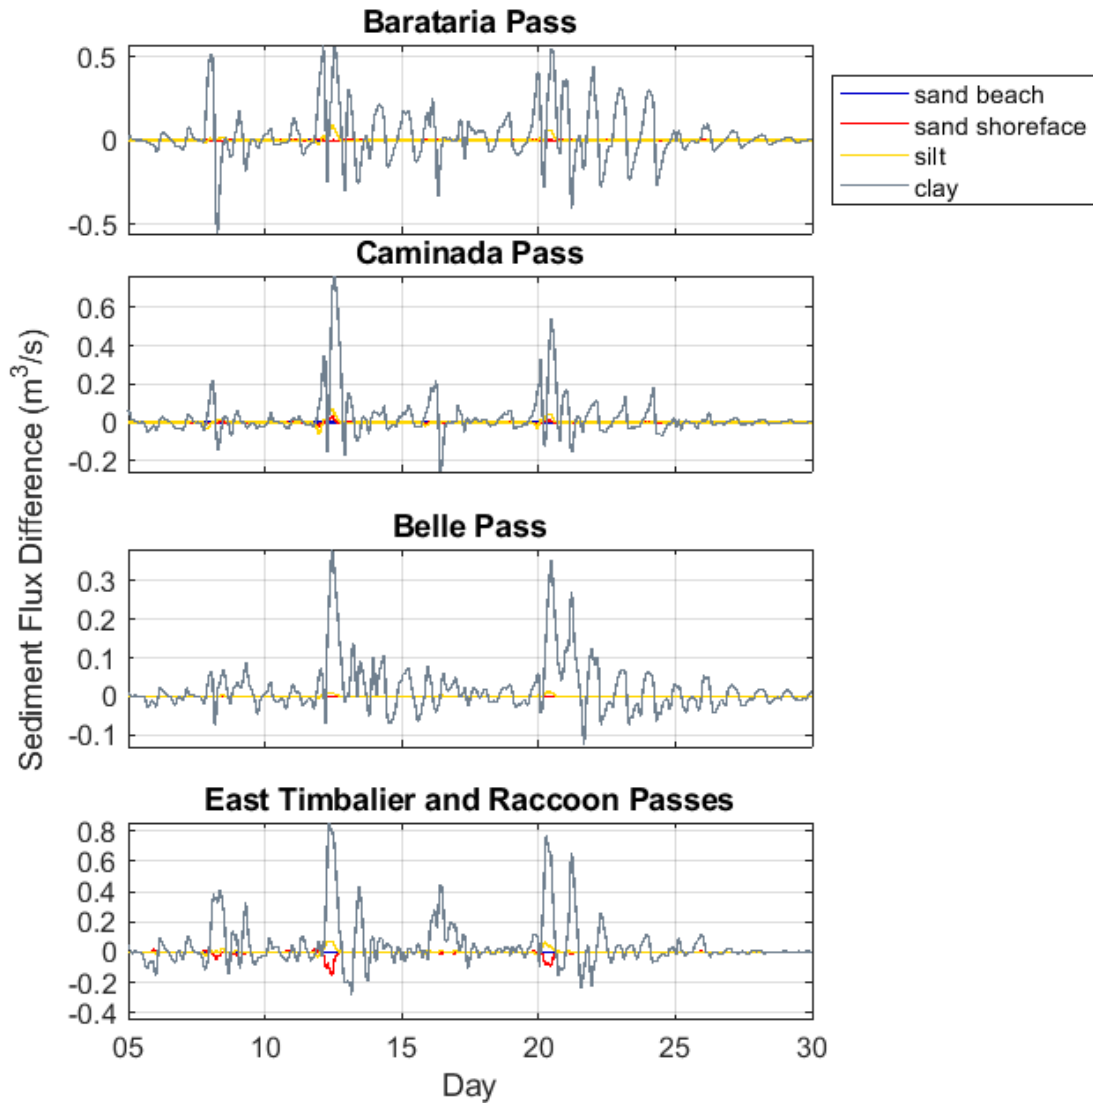 Barataria Pass
0.5
0
-0.5
sand beach
sand shoreface
silt
clay
Caminada Pass
0.6
0.4
0.2
0
-0.2
Sediment Flux Difference (m³/s)
Belle Pass
0.3
0.2
0.1
0
-0.1
East Timbalier and Raccoon Passes
0.8
0.6
0.4
0.2
0
-0.2
-0.4
05 10 15 20 25 30
Day